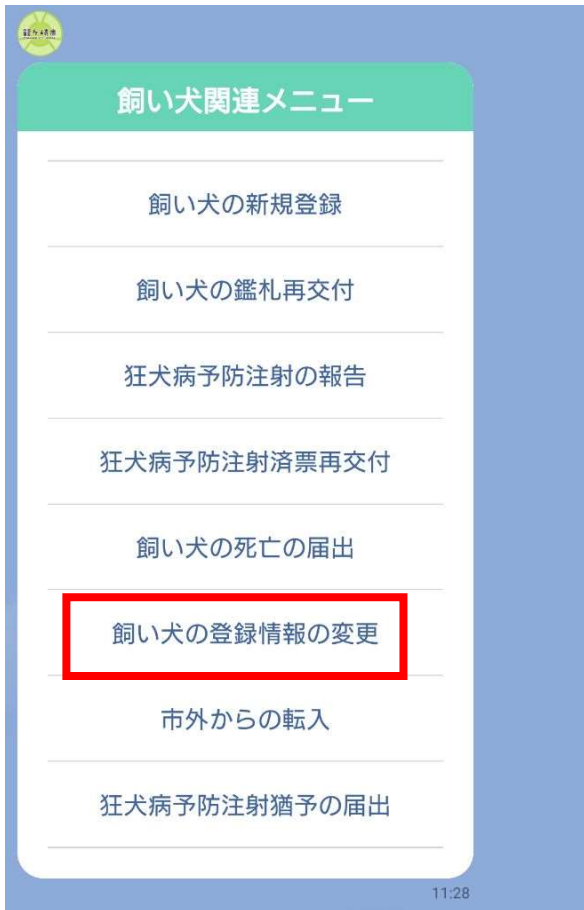 龍ケ崎市
飼い犬関連メニュー
飼い犬の新規登録
飼い犬の鑑札再交付
狂犬病予防注射の報告
狂犬病予防注射済票再交付
飼い犬の死亡の届出
飼い犬の登録情報の変更
市外からの転入
狂犬病予防注射猶予の届出
11:28